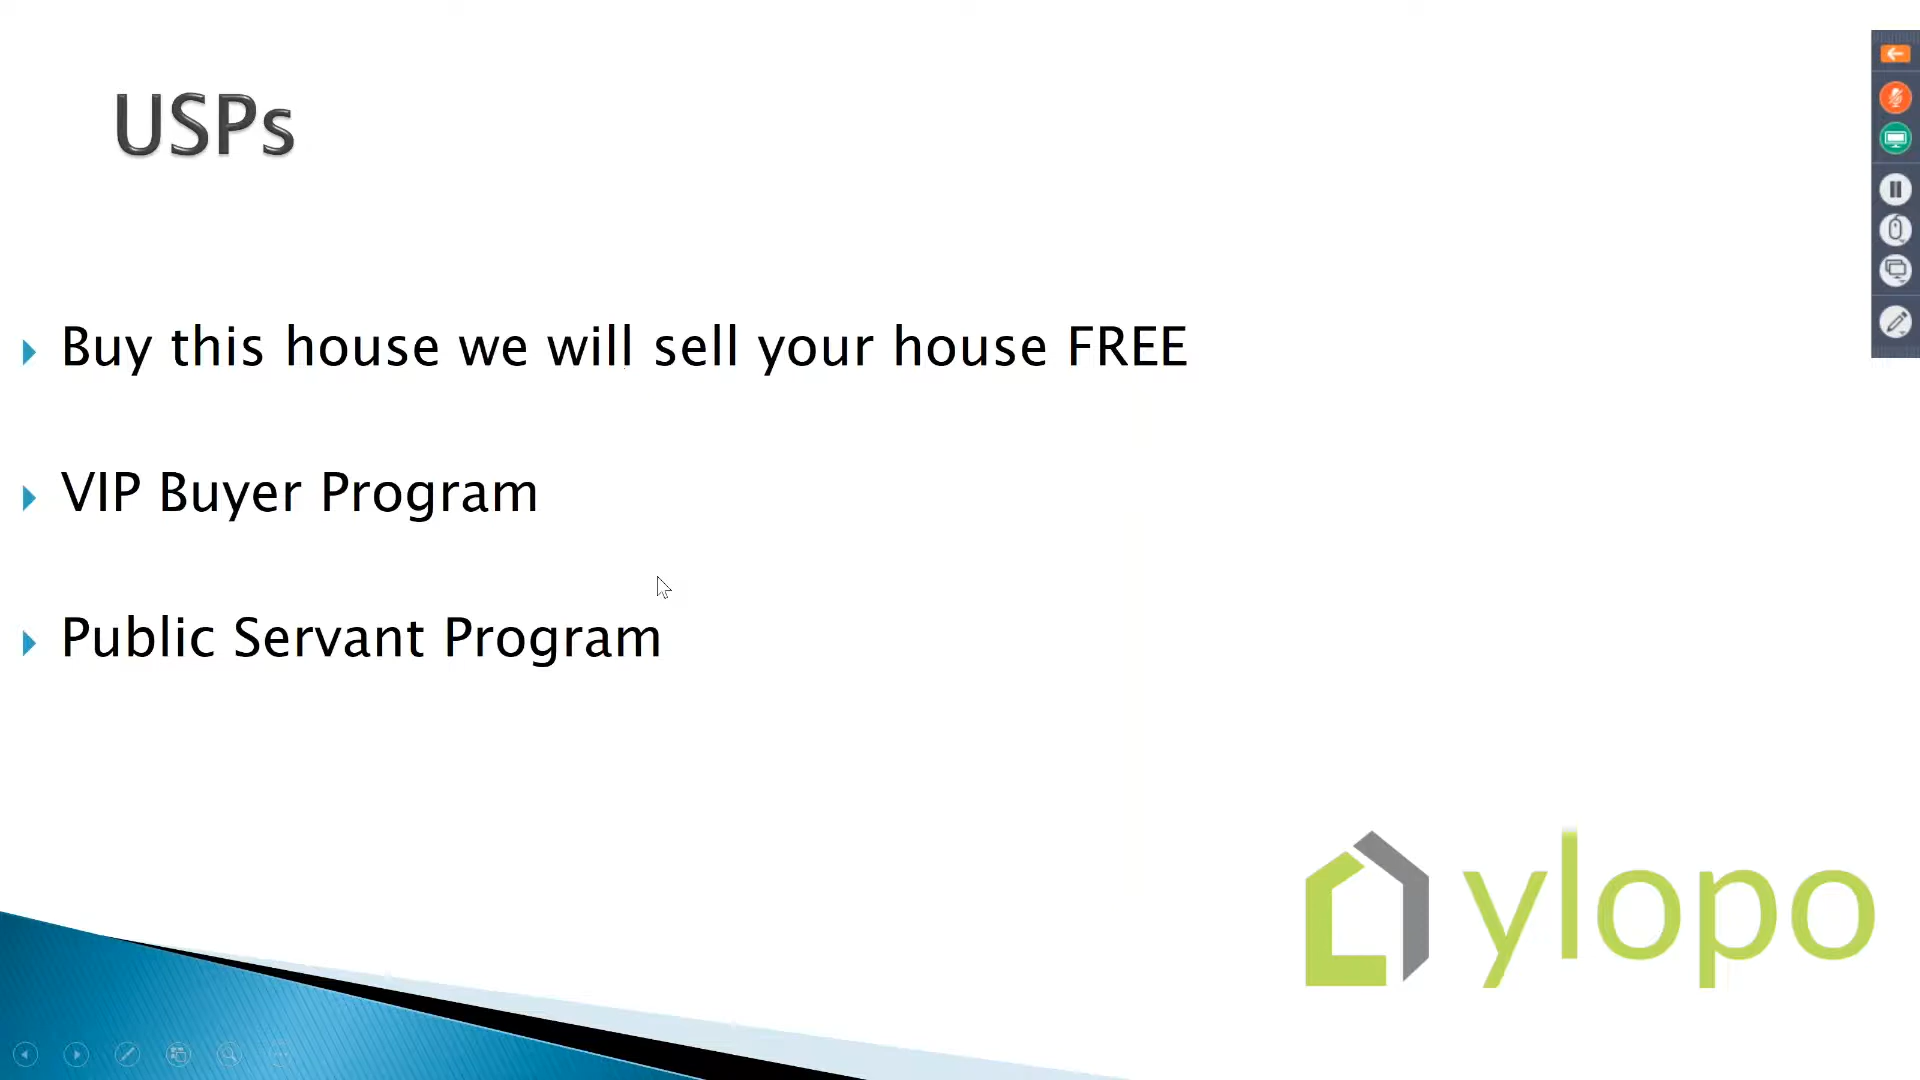 USPs
Buy this house we will sell your house FREE
VIP Buyer Program
Public Servant Program
ylopo